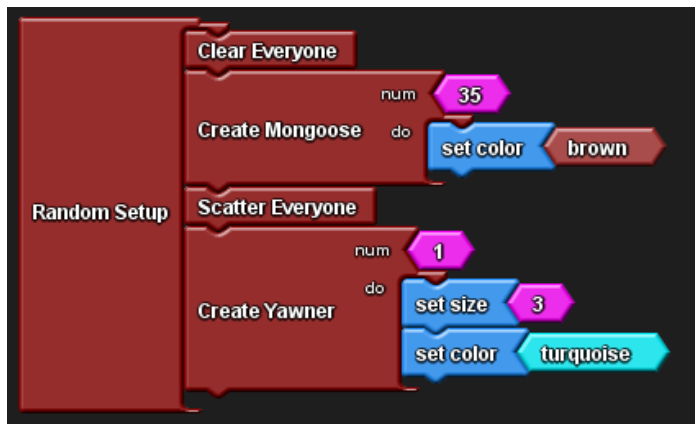 Clear Everyone
num 35
Create Mongoose do set color brown
Random Setup Scatter Everyone
num 1
do
Create Yawner set size 3
set color turquoise